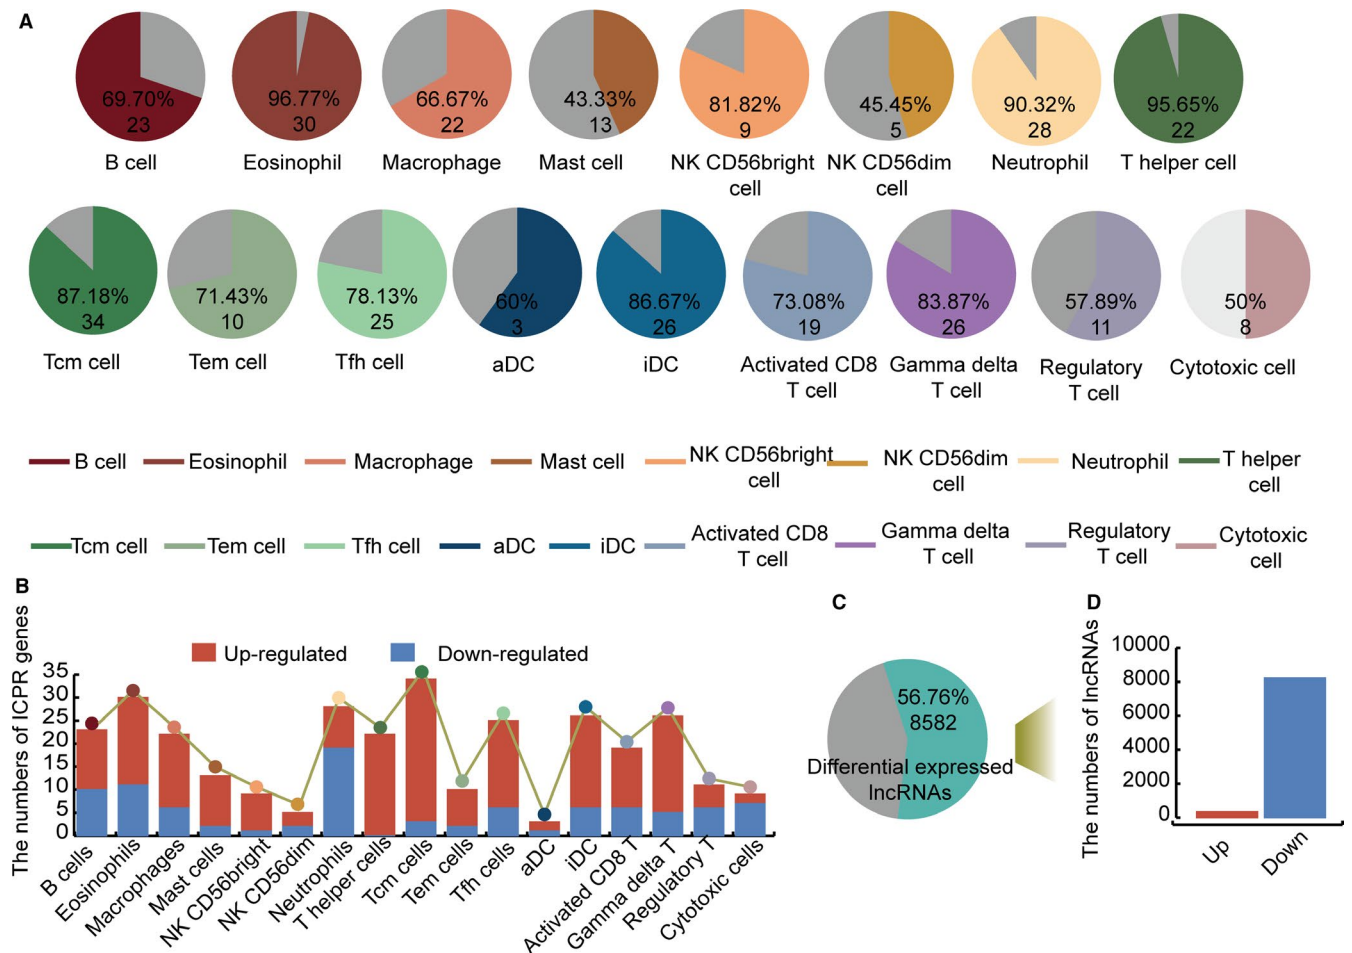 A
69.70%
23
B cell
96.77%
30
Eosinophil
66.67%
22
Macrophage
43.33%
13
Mast cell
81.82%
9
NK CD56bright
cell
45.45%
5
NK CD56dim
cell
90.32%
28
Neutrophil
95.65%
22
T helper cell
87.18%
34
Tcm cell
71.43%
10
Tem cell
78.13%
25
Tfh cell
60%
3
aDC
86.67%
26
iDC
73.08%
19
Activated CD8
T cell
83.87%
26
Gamma delta
T cell
57.89%
11
Regulatory
T cell
50%
8
Cytotoxic cell
B cell
Eosinophil
Macrophage
Mast cell
NK CD56bright
cell
NK CD56dim
cell
Neutrophil
T helper
cell
Tcm cell
Tem cell
Tfh cell
aDC
iDC
Activated CD8
T cell
Gamma delta
T cell
Regulatory
T cell
Cytotoxic
cell
B
The numbers of ICPR genes
Up-regulated
Down-regulated
35
30
25
20
15
10
5
0
B cells
Eosinophils
Macrophages
Mast cells
NK CD56bright
NK CD56dim
Neutrophils
T helper cells
Tcm cells
Tem cells
Tfh cells
aDC
iDC
Activated CD8 T
Gamma delta T
Regulatory T
Cytotoxic cells
C
56.76%
8582
Differential expressed
lncRNAs
D
The numbers of lncRNAs
10000
8000
6000
4000
2000
0
Up
Down